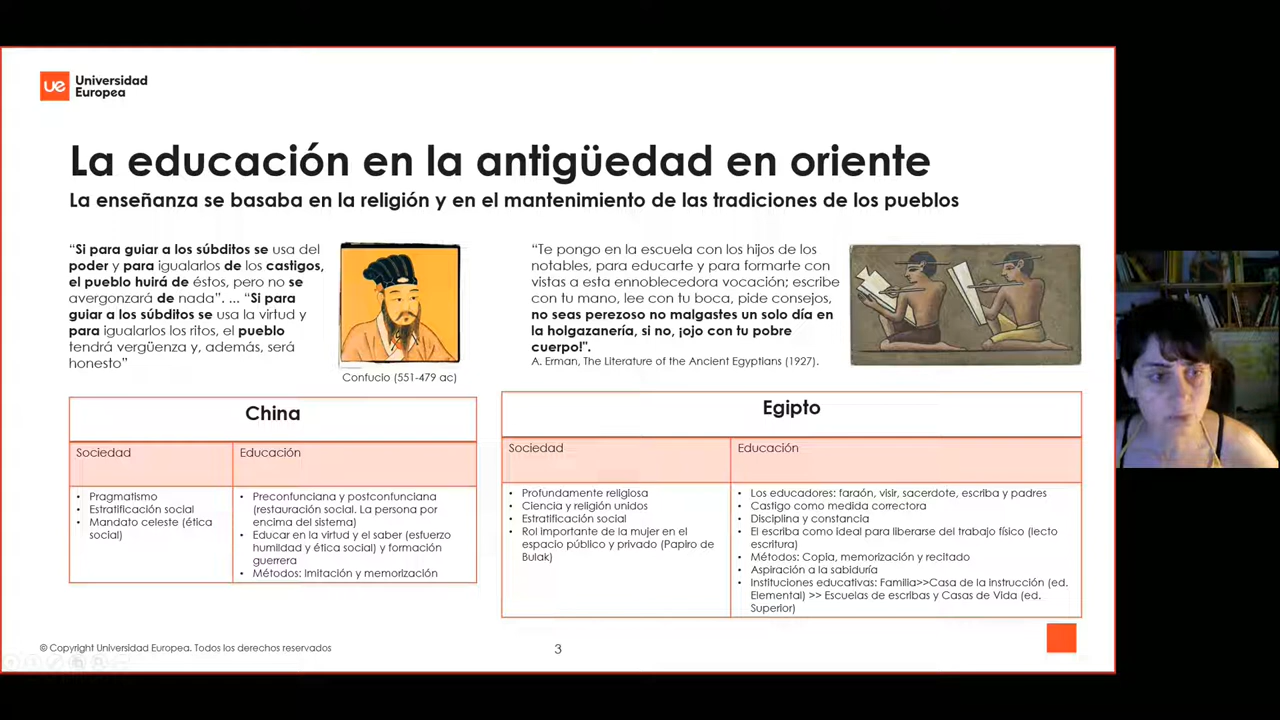 ue Universidad
Europea
La educación en la antigüedad en oriente
La enseñanza se basaba en la religión y en el mantenimiento de las tradiciones de los pueblos
“Si para guiar a los súbditos se usa del
poder y para igualarlos de los castigos,
el pueblo huirá de éstos, pero no se
avergonzará de nada”. ... “Si para
guiar a los súbditos se usa la virtud y
para igualarlos los ritos, el pueblo
tendrá vergüenza y, además, será
honesto”
Confucio (551-479 ac)
“Te pongo en la escuela con los hijos de los
notables, para educarte y para formarte con
vistas a esta ennoblecedora vocación; escribe
con tu mano, lee con tu boca, pide consejos,
no seas perezoso no malgastes un solo día en
la holgazanería, si no, ¡ojo con tu pobre
cuerpo!".
A. Erman, The Literature of the Ancient Egyptians (1927).
China
Sociedad
Educación
• Pragmatismo
• Estratificación social
• Mandato celeste (ética
social)
• Preconfunciana y postconfunciana
(restauración social. La persona por
encima del sistema)
• Educar en la virtud y el saber (esfuerzo
humildad y ética social) y formación
guerrera
• Métodos: Imitación y memorización
Egipto
Sociedad
Educación
• Profundamente religiosa
• Ciencia y religión unidos
• Estratificación social
• Rol importante de la mujer en el
espacio público y privado (Papiro de
Bulak)
• Los educadores: faraón, visir, sacerdote, escriba y padres
• Castigo como medida correctora
• Disciplina y constancia
• El escriba como ideal para liberarse del trabajo físico (lecto
escritura)
• Métodos: Copia, memorización y recitado
• Aspiración a la sabiduría
• Instituciones educativas: Familia>>Casa de la instrucción (ed.
Elemental) >> Escuelas de escribas y Casas de Vida (ed.
Superior)
© Copyright Universidad Europea. Todos los derechos reservados
3